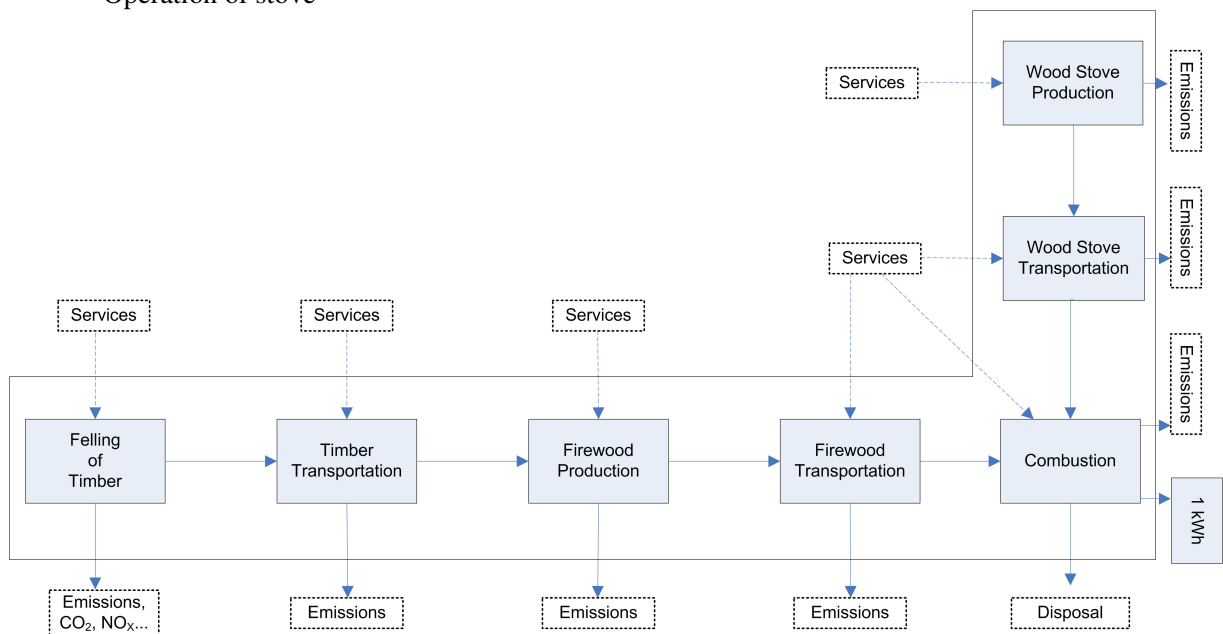 Operation of stove
Services
Wood Stove
Production
Emissions
Services
Wood Stove
Transportation
Emissions
Services
Services
Services
Emissions
Felling
of
Timber
Timber
Transportation
Firewood
Production
Firewood
Transportation
Combustion
1 kWh
Emissions,
CO₂, NOₓ...
Emissions
Emissions
Emissions
Disposal